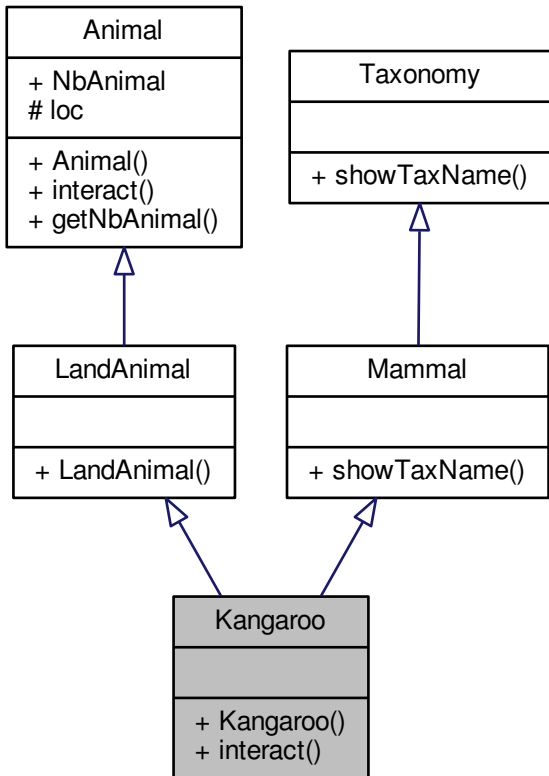 Animal
+ NbAnimal
# loc
+ Animal()
+ interact()
+ getNbAnimal()
Taxonomy
+ showTaxName()
LandAnimal
+ LandAnimal()
Mammal
+ showTaxName()
Kangaroo
+ Kangaroo()
+ interact()